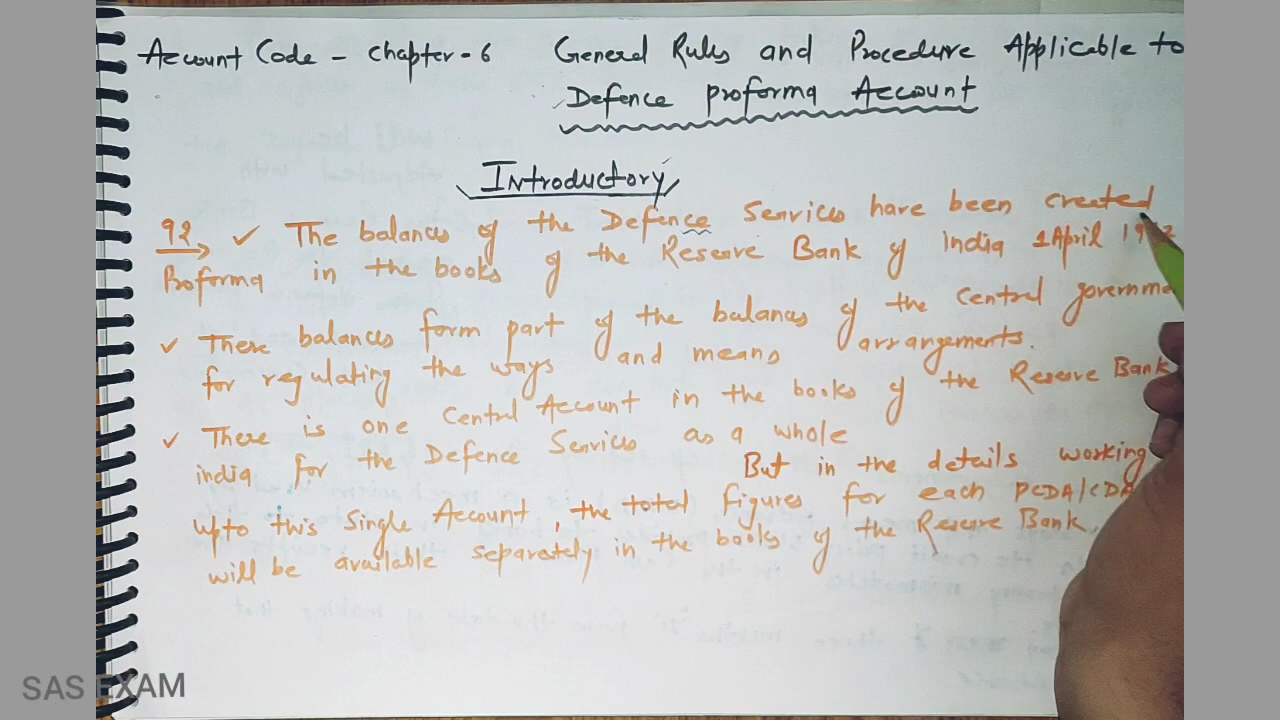 Account Code - Chapter-6 General Rules and Procedure Applicable to
Defence proforma Account
Introductory
92 ✓ The balances of the Defence Services have been created
Proforma in the books of the Reserve Bank of India 1 April
✓ These balances form part of the balances of the Central governme
for regulating the ways and means arrangements.
✓ There is one Central Account in the books of the Reserve Bank
india for the Defence Services as a whole
But in the details working
upto this Single Account, the total figures for each PCDA/CDA
will be available separately in the books of the Reserve Bank
SAS EXAM